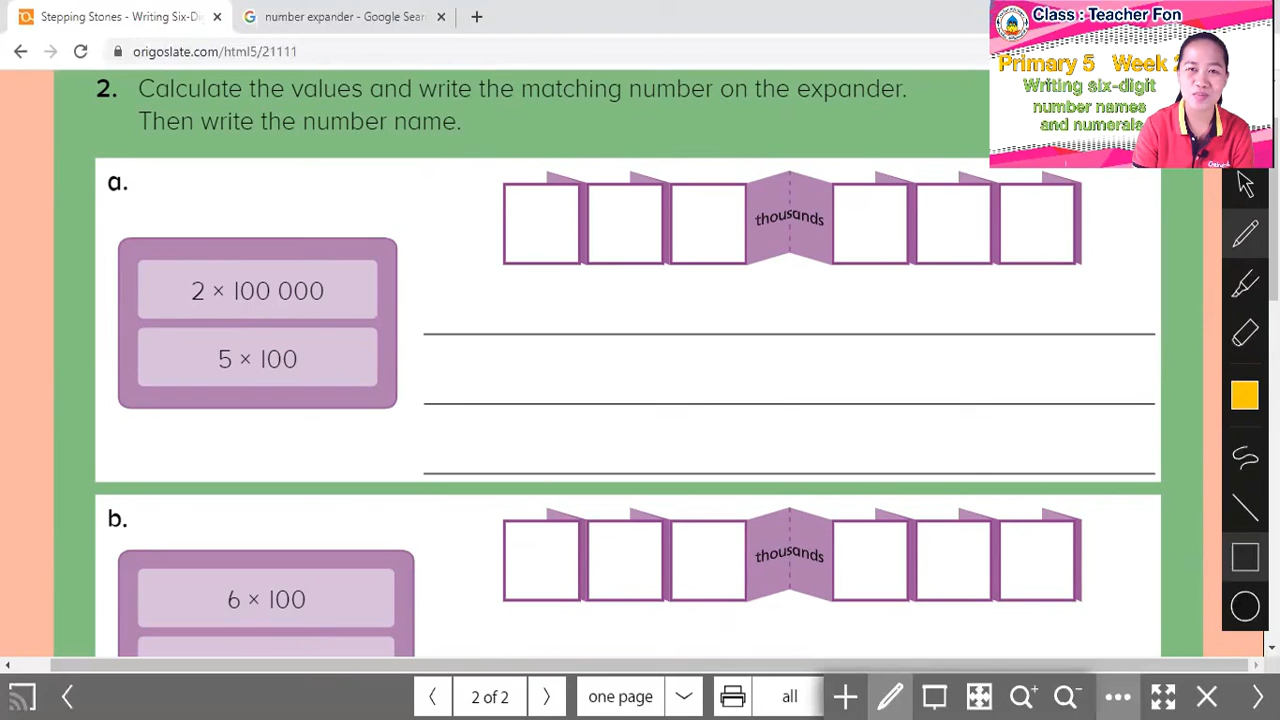 Stepping Stones - Writing Six-Di
number expander - Google Sear
origoslate.com/html5/21111
Class : Teacher Fon
Primary 5 Week
Writing six-digit
number names
and numerals
2. Calculate the values and write the matching number on the expander.
Then write the number name.
a.
thousands
2 × 100 000
5 × 100
b.
thousands
6 × 100
2 of 2
one page
all